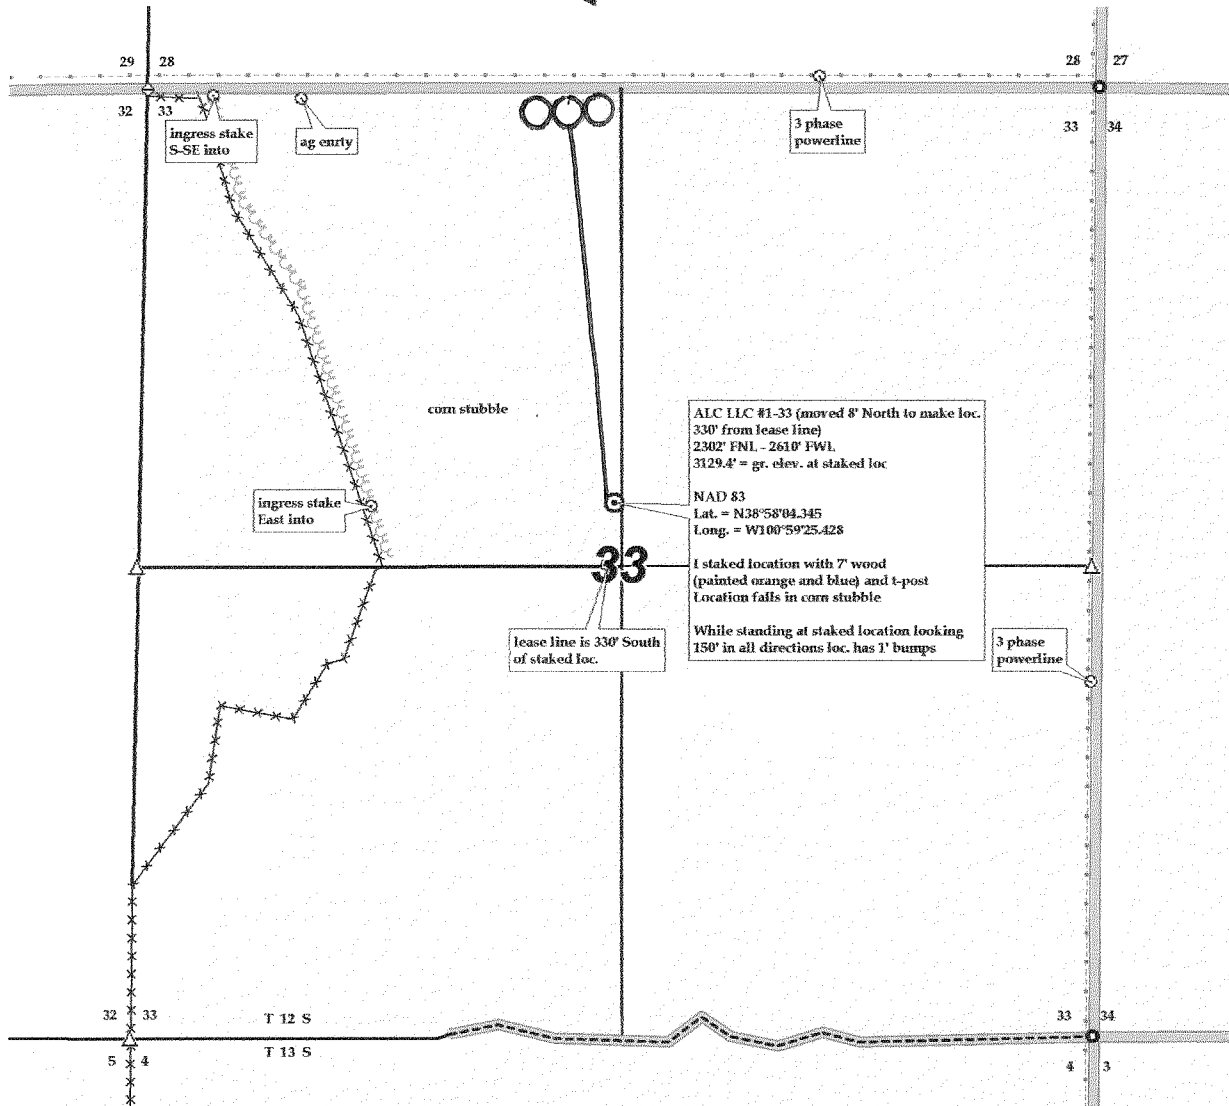 29 28
28 27
32 33
33 34
ingress stake
S-SE into
ag enrty
3 phase
powerline
corn stubble
ALC LLC #1-33 (moved 8' North to make loc.
330' from lease line)
2302' FNL - 2610' FWL
3129.4' = gr. elev. at staked loc
NAD 83
Lat. = N38°58'04.345
Long. = W100°59'25.428
I staked location with 7' wood
(painted orange and blue) and t-post
Location falls in corn stubble
While standing at staked location looking
150' in all directions loc. has 1' bumps
ingress stake
East into
33
lease line is 330' South
of staked loc.
3 phase
powerline
32 33
T 12 S
33 34
T 13 S
5 4
4 3